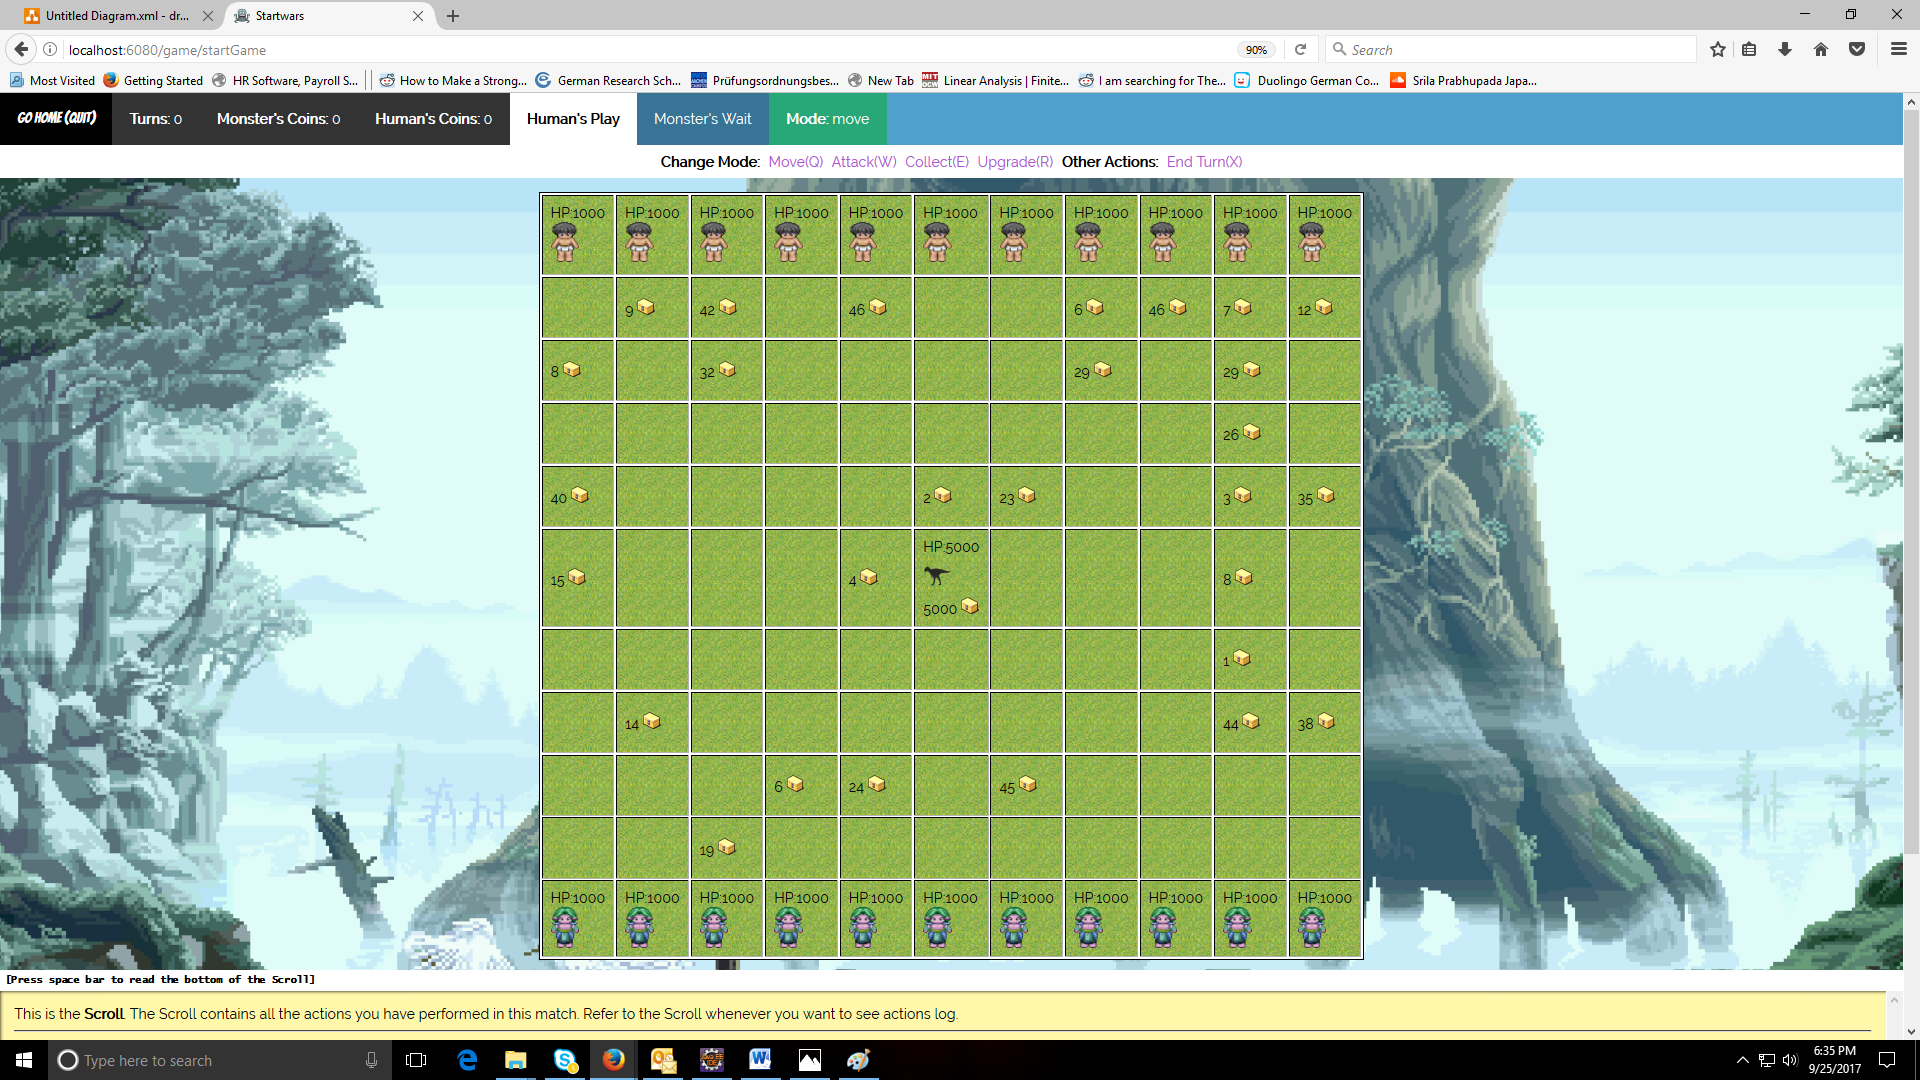 Untitled Diagram.xml - dr...
Startwars
localhost:6080/game/startGame
90%
Search
Most Visited Getting Started HR Software, Payroll S... How to Make a Strong... German Research Sch... Prüfungsordnungsbes... New Tab Linear Analysis | Finite... I am searching for The... Duolingo German Co... Srila Prabhupada Japa...
GO HOME (QUIT) Turns: 0 Monster's Coins: 0 Human's Coins: 0 Human's Play Monster's Wait Mode: move
Change Mode: Move(Q) Attack(W) Collect(E) Upgrade(R) Other Actions: End Turn(X)
HP:1000 HP:1000 HP:1000 HP:1000 HP:1000 HP:1000 HP:1000 HP:1000 HP:1000 HP:1000 HP:1000
9 42 46 6 46 7 12
8 32 29 29
26
40 2 23 3 35
HP:5000
15 4 8
5000
1
14 44 38
6 24 45
19
HP:1000 HP:1000 HP:1000 HP:1000 HP:1000 HP:1000 HP:1000 HP:1000 HP:1000 HP:1000 HP:1000
[Press space bar to read the bottom of the Scroll]
This is the Scroll. The Scroll contains all the actions you have performed in this match. Refer to the Scroll whenever you want to see actions log.
Type here to search
6:35 PM
9/25/2017